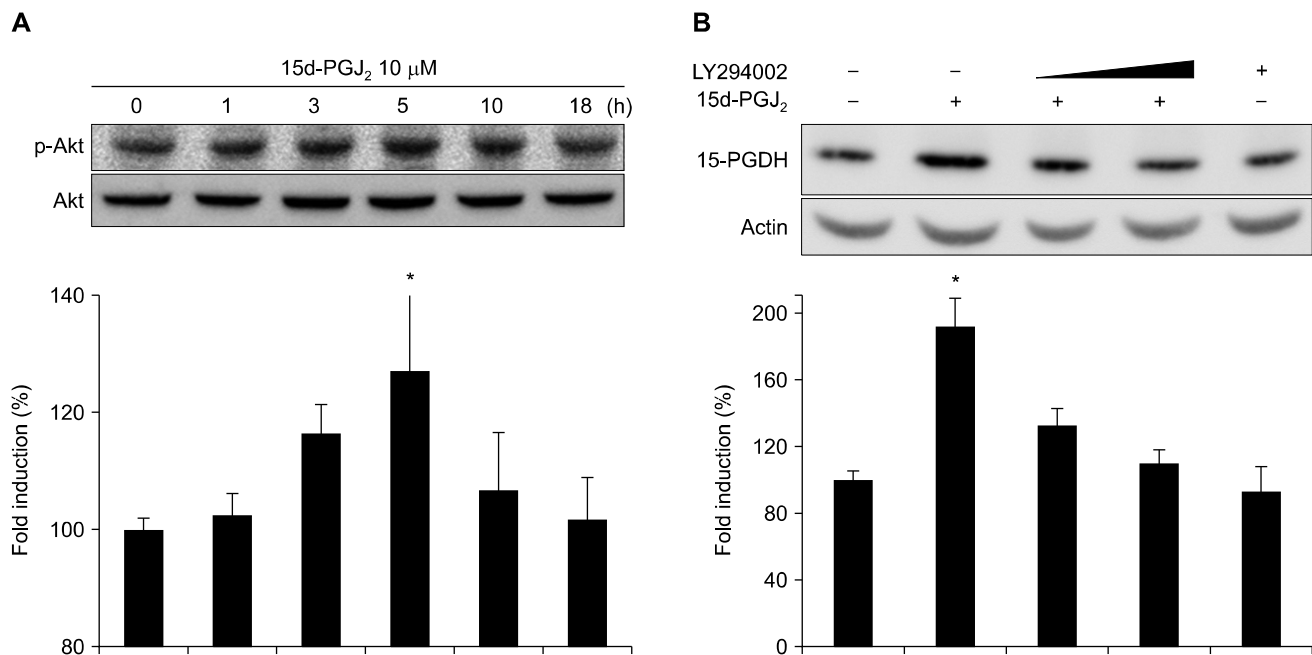 A
15d-PGJ₂ 10 μM
0 1 3 5 10 18 (h)
p-Akt
Akt
*
140
120
100
80
Fold induction (%)
B
LY294002 – – +
15d-PGJ₂ – + + + –
15-PGDH
Actin
*
200
160
120
80
40
0
Fold induction (%)